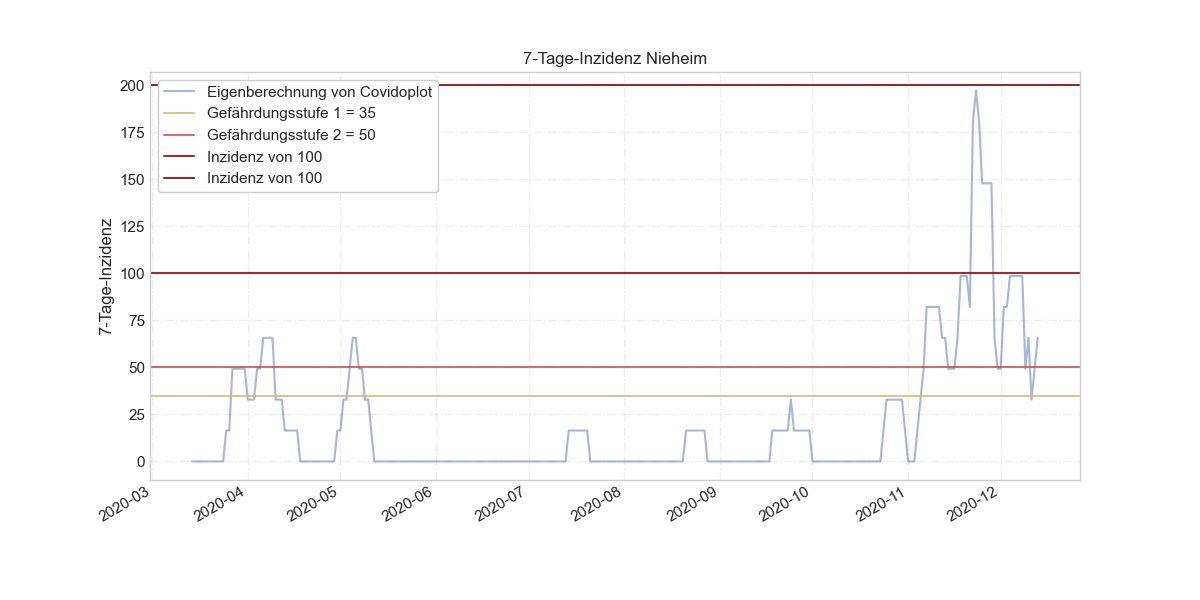 7-Tage-Inzidenz Nieheim
Eigenberechnung von Covidoplot
Gefährdungsstufe 1 = 35
Gefährdungsstufe 2 = 50
Inzidenz von 100
Inzidenz von 100
7-Tage-Inzidenz
200
175
150
125
100
75
50
25
0
2020-03
2020-04
2020-05
2020-06
2020-07
2020-08
2020-09
2020-10
2020-11
2020-12